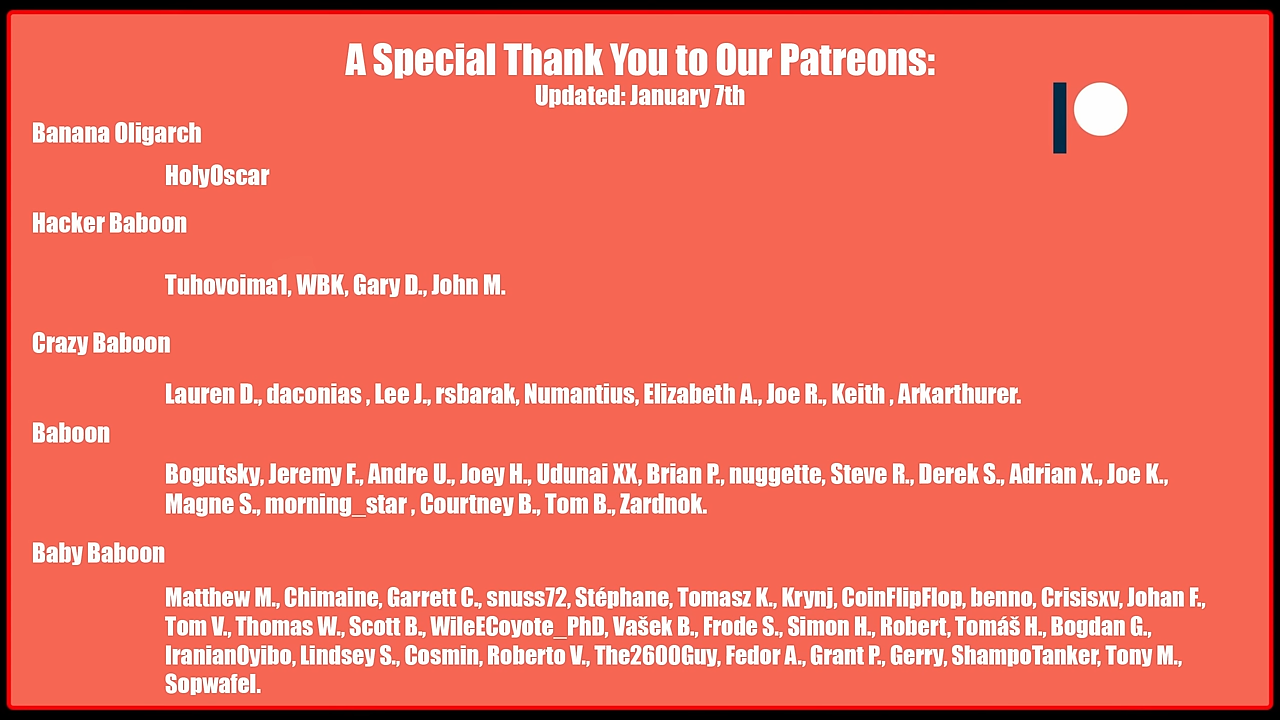 A Special Thank You to Our Patreons:
Updated: January 7th
Banana Oligarch
HolyOscar
Hacker Baboon
Tuhovoima1, WBK, Gary D., John M.
Crazy Baboon
Lauren D., daconias , Lee J., rsbarak, Numantius, Elizabeth A., Joe R., Keith , Arkarthurer.
Baboon
Bogutsky, Jeremy F., Andre U., Joey H., Udunai XX, Brian P., nuggette, Steve R., Derek S., Adrian X., Joe K.,
Magne S., morning_star , Courtney B., Tom B., Zardnok.
Baby Baboon
Matthew M., Chimaine, Garrett C., snuss72, Stéphane, Tomasz K., Krynj, CoinFlipFlop, benno, Crisisxv, Johan F.,
Tom V., Thomas W., Scott B., WileECoyote_PhD, Vašek B., Frode S., Simon H., Robert, Tomáš H., Bogdan G.,
IranianOyibo, Lindsey S., Cosmin, Roberto V., The2600Guy, Fedor A., Grant P., Gerry, ShampoTanker, Tony M.,
Sopwafel.